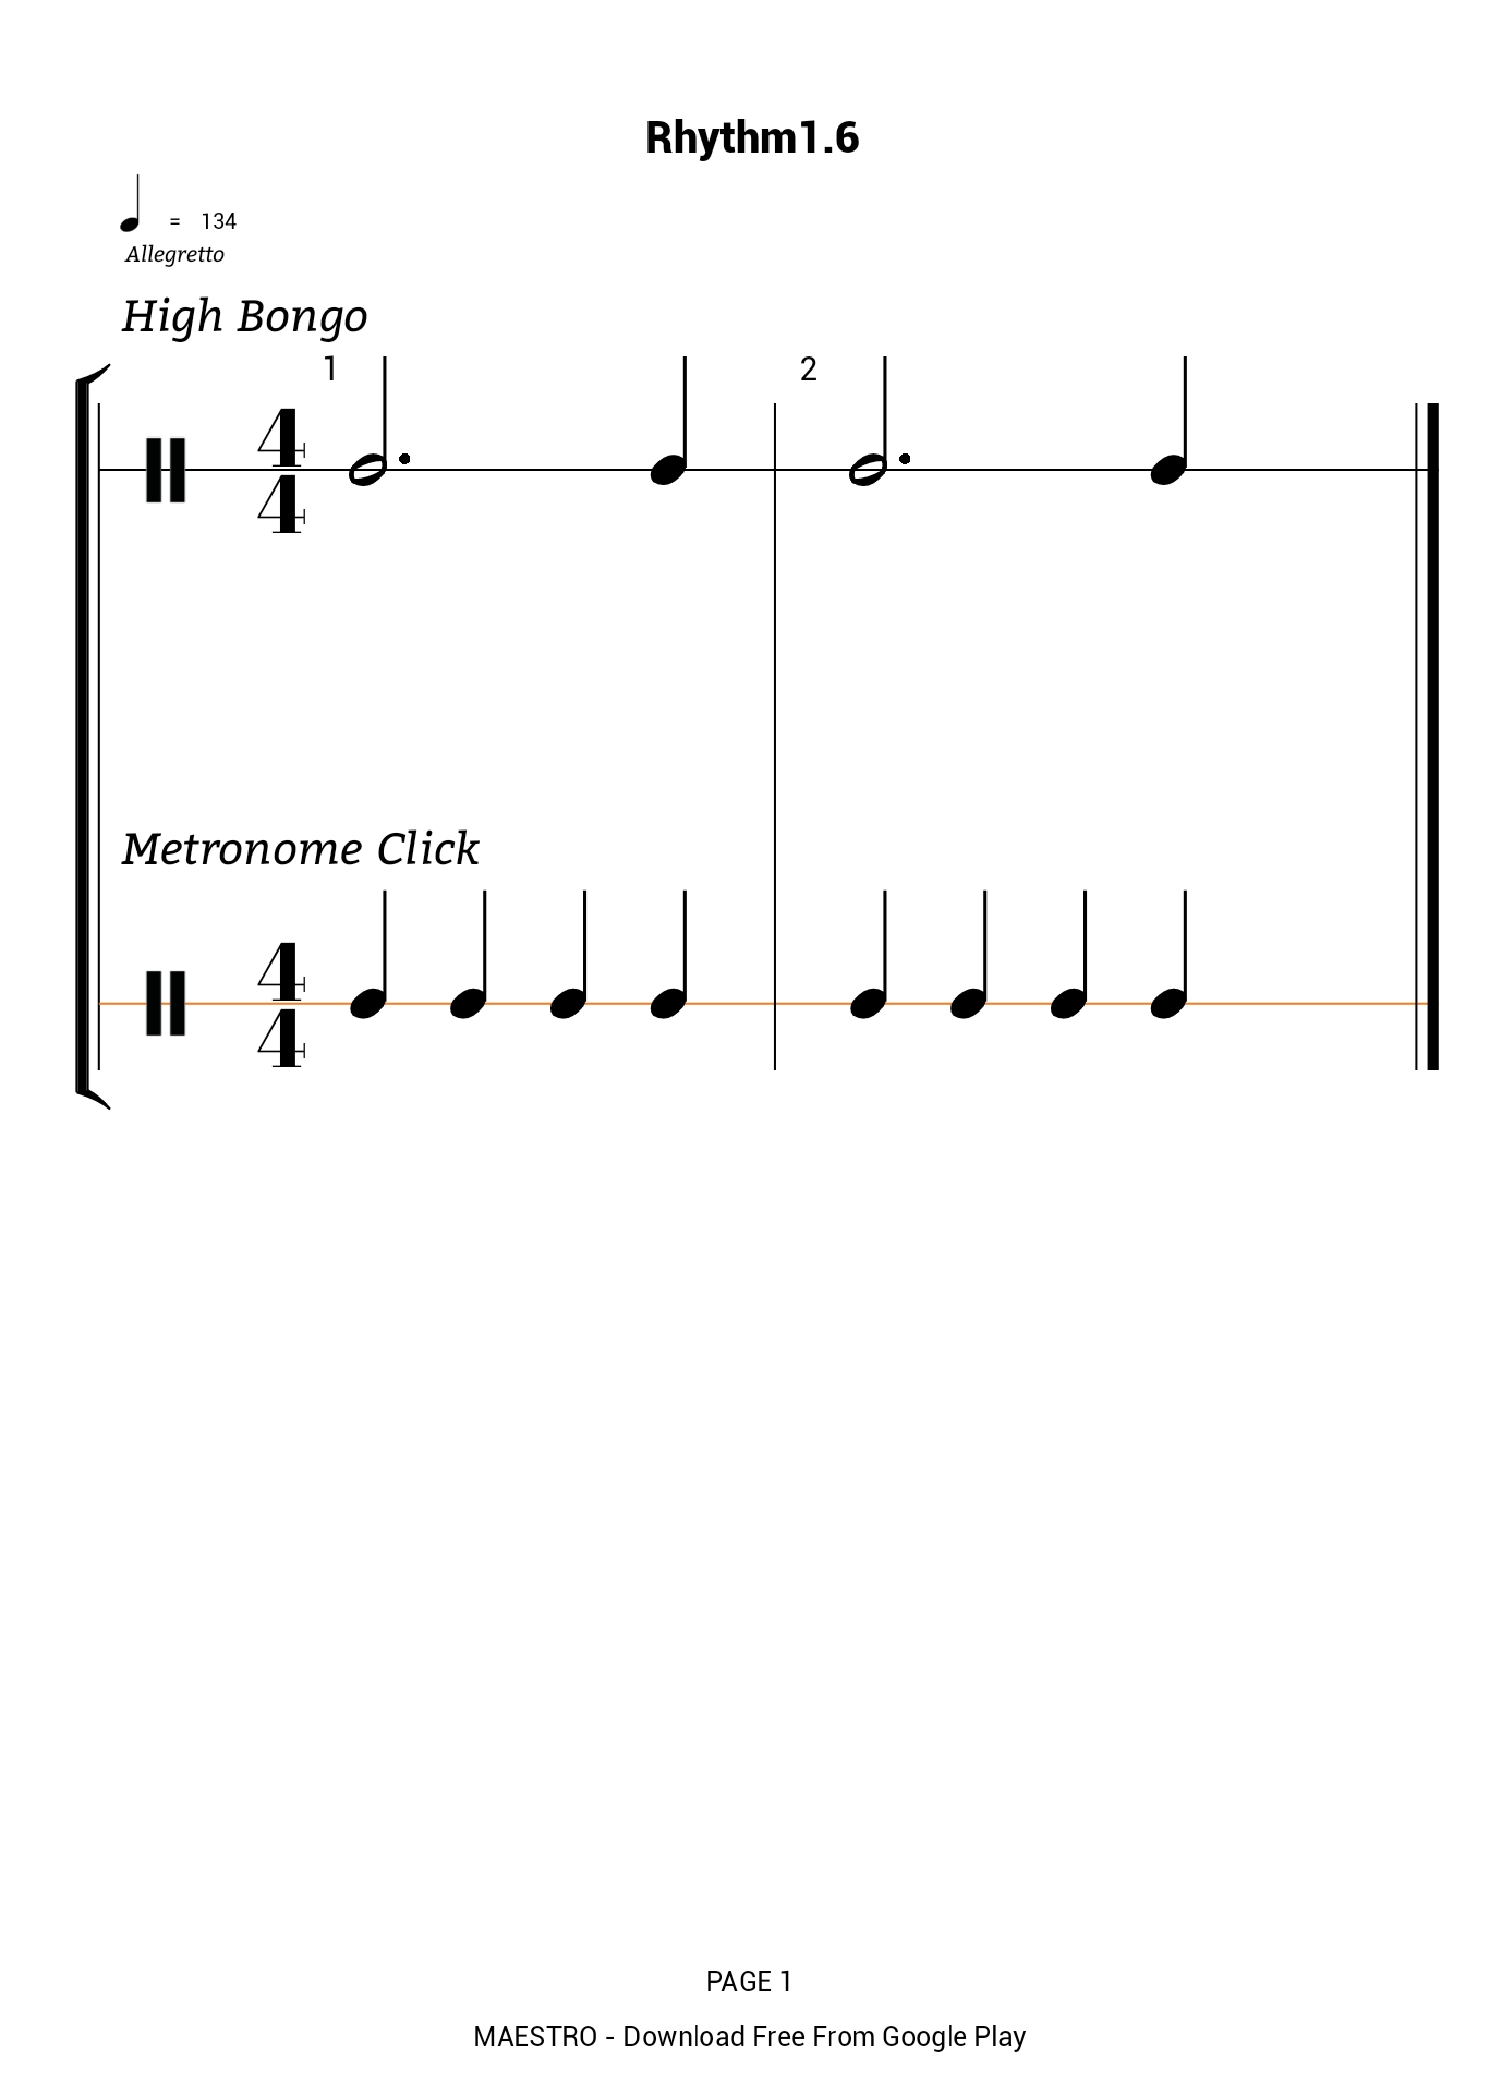 Rhythm1.6
= 134
Allegretto
High Bongo
1 2
4
4
Metronome Click
4
4
PAGE 1
MAESTRO - Download Free From Google Play